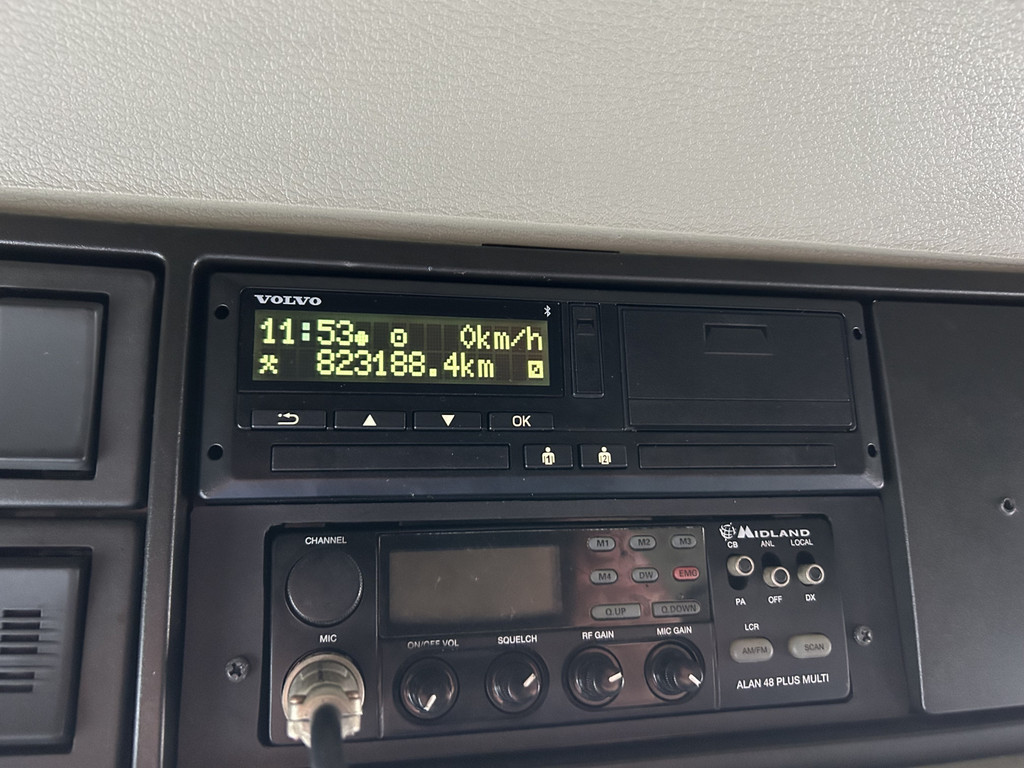 VOLVO
11:53 0km/h
823188.4km
OK
1 2
MIDLAND
CHANNEL
M1 M2 M3
CB ANL LOCAL
M4 DW EMG
PA OFF DX
Q.UP Q.DOWN
MIC
ON/OFF VOL SQUELCH RF GAIN MIC GAIN
LCR
AM/FM SCAN
ALAN 48 PLUS MULTI